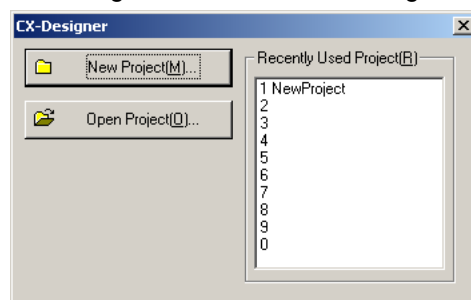 CX-Designer
New Project(M)...
Open Project(O)...
Recently Used Project(R)
1 NewProject
2
3
4
5
6
7
8
9
0